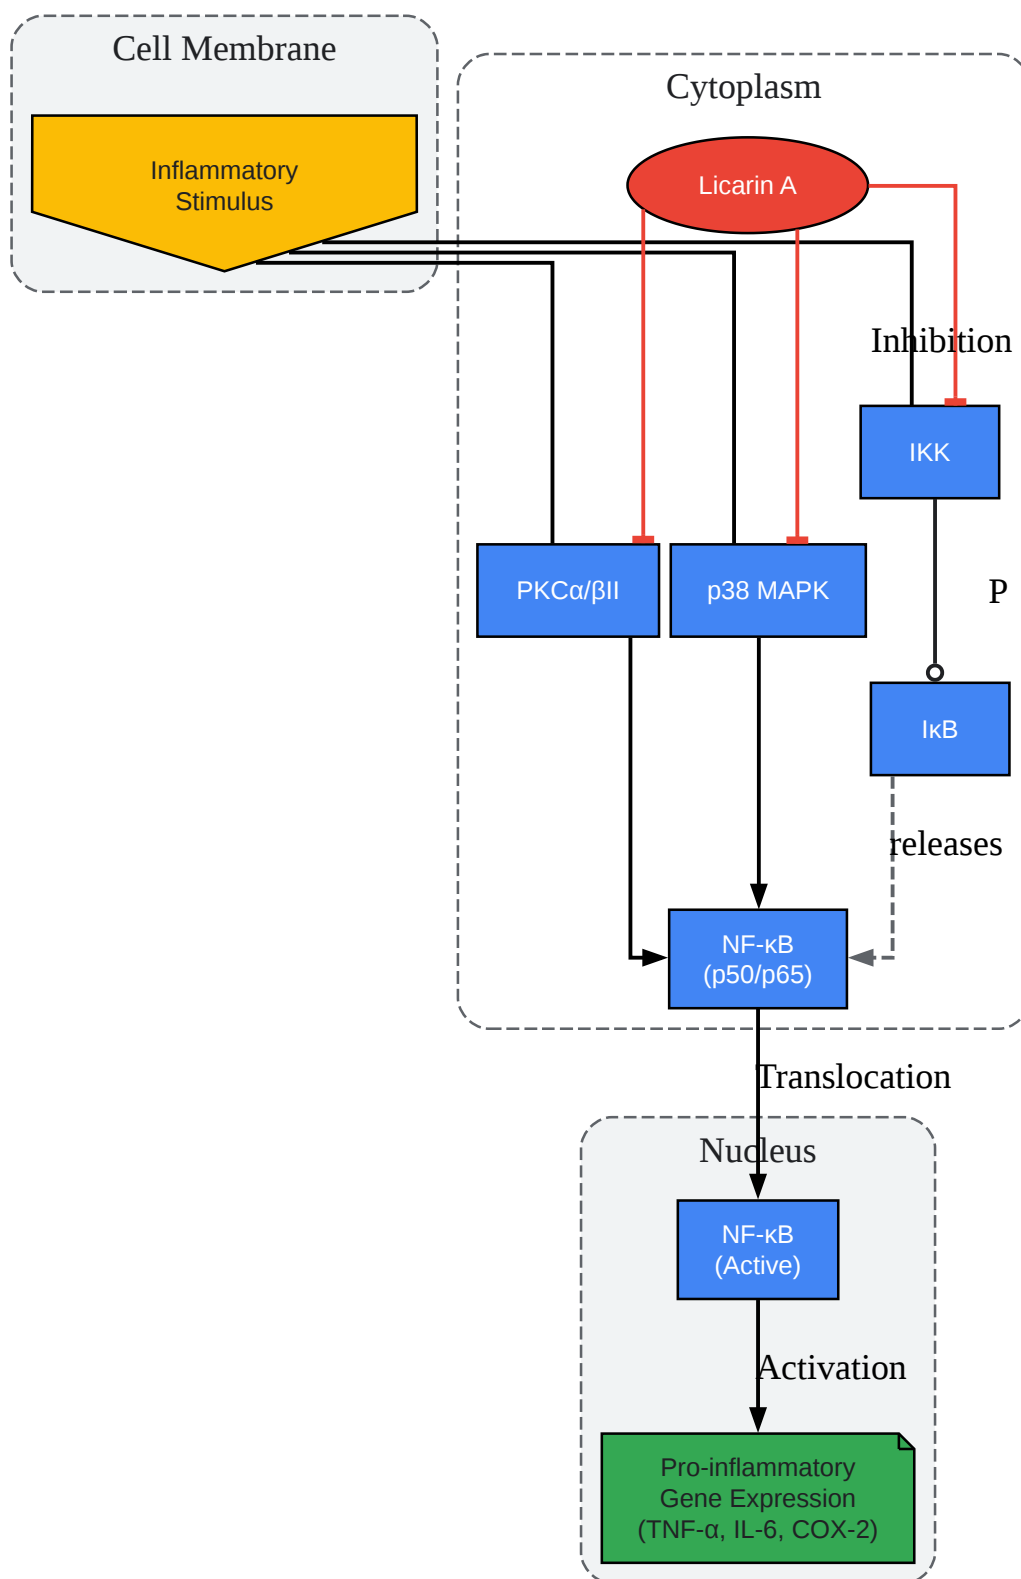 Cell Membrane
Inflammatory
Stimulus
Cytoplasm
Licarin A
Inhibition
IKK
PKCα/βII
p38 MAPK
P
IκB
releases
NF-κB
(p50/p65)
Translocation
Nucleus
NF-κB
(Active)
Activation
Pro-inflammatory
Gene Expression
(TNF-α, IL-6, COX-2)